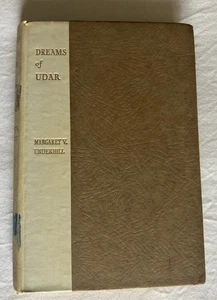 DREAMS
of
UDAR
MARGARET V.
UNDERHILL